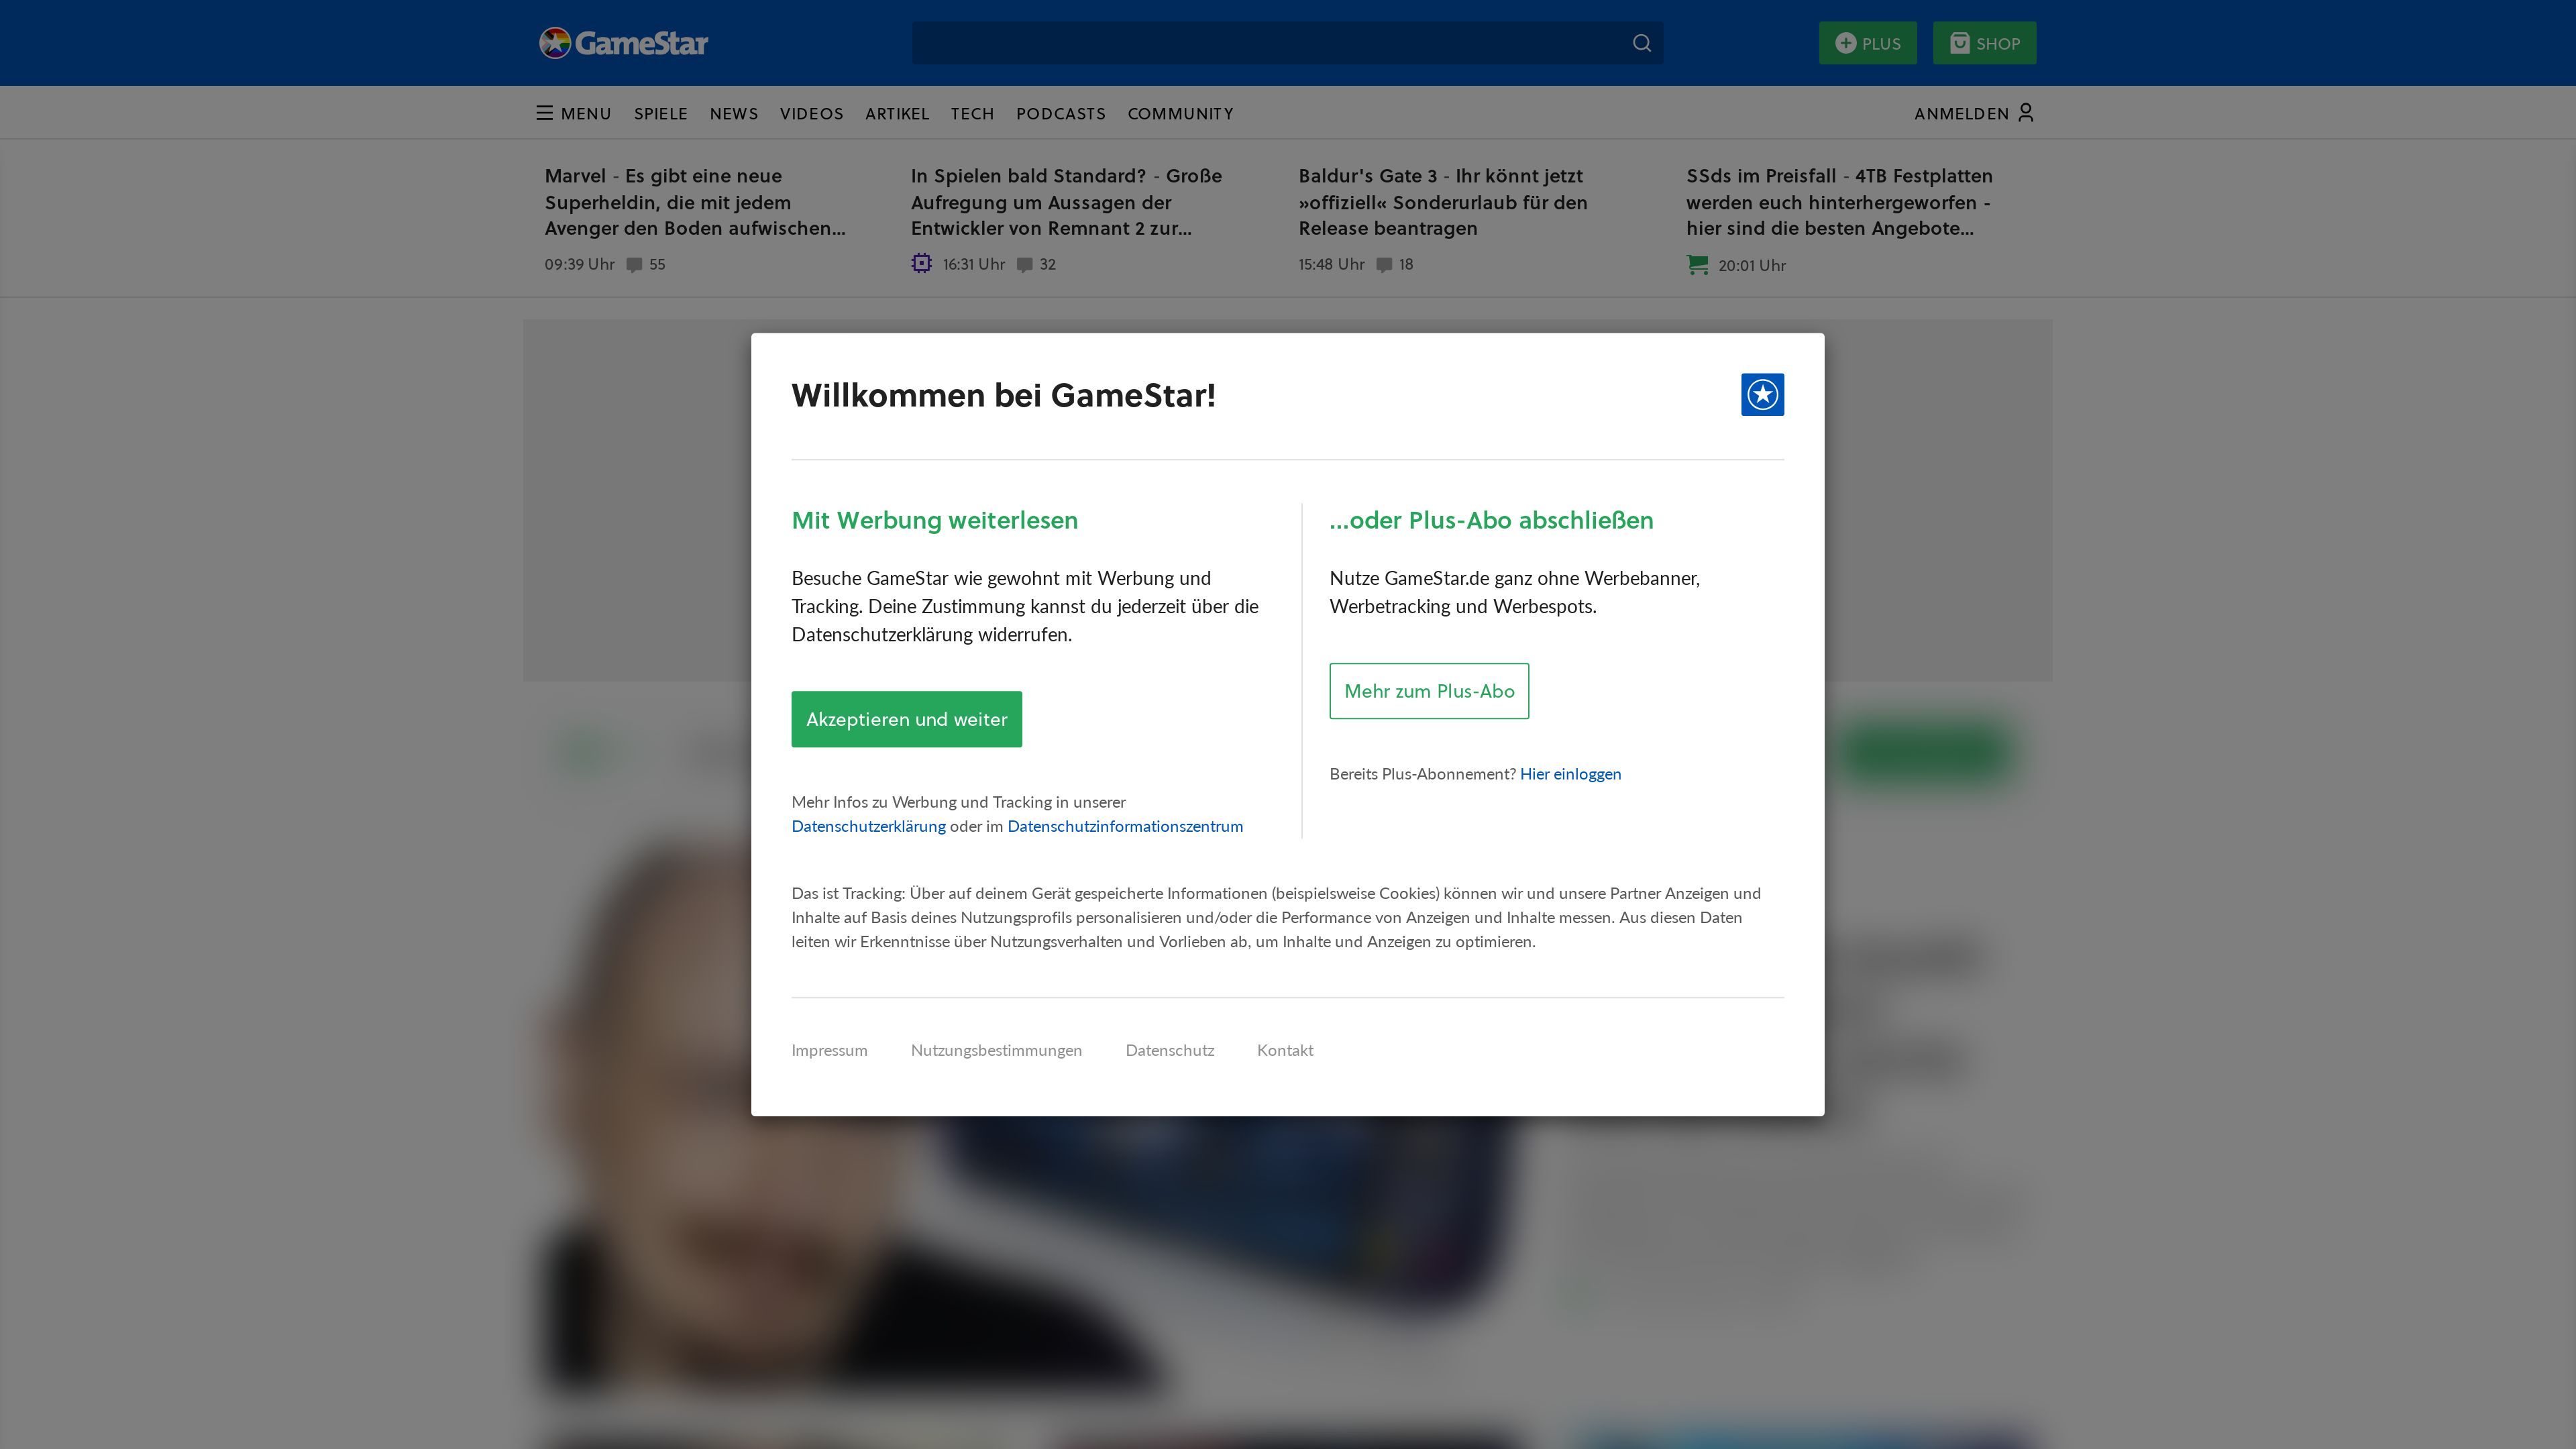 GameStar
PLUS
SHOP
MENU SPIELE NEWS VIDEOS ARTIKEL TECH PODCASTS COMMUNITY
ANMELDEN
Marvel - Es gibt eine neue
Superheldin, die mit jedem
Avenger den Boden aufwischen...
09:39 Uhr 55
In Spielen bald Standard? - Große
Aufregung um Aussagen der
Entwickler von Remnant 2 zur...
16:31 Uhr 32
Baldur's Gate 3 - Ihr könnt jetzt
»offiziell« Sonderurlaub für den
Release beantragen
15:48 Uhr 18
SSds im Preisfall - 4TB Festplatten
werden euch hinterhergeworfen -
hier sind die besten Angebote...
20:01 Uhr
Willkommen bei GameStar!
Mit Werbung weiterlesen
Besuche GameStar wie gewohnt mit Werbung und
Tracking. Deine Zustimmung kannst du jederzeit über die
Datenschutzerklärung widerrufen.
Akzeptieren und weiter
Mehr Infos zu Werbung und Tracking in unserer
Datenschutzerklärung oder im Datenschutzinformationszentrum
...oder Plus-Abo abschließen
Nutze GameStar.de ganz ohne Werbebanner,
Werbetracking und Werbespots.
Mehr zum Plus-Abo
Bereits Plus-Abonnement? Hier einloggen
Das ist Tracking: Über auf deinem Gerät gespeicherte Informationen (beispielsweise Cookies) können wir und unsere Partner Anzeigen und
Inhalte auf Basis deines Nutzungsprofils personalisieren und/oder die Performance von Anzeigen und Inhalte messen. Aus diesen Daten
leiten wir Erkenntnisse über Nutzungsverhalten und Vorlieben ab, um Inhalte und Anzeigen zu optimieren.
Impressum Nutzungsbestimmungen Datenschutz Kontakt